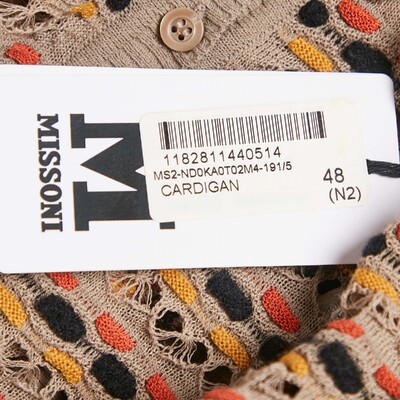 M
MISSONI
1182811440514
MS2-ND0KA0T02M4-191/5
CARDIGAN
48
(N2)